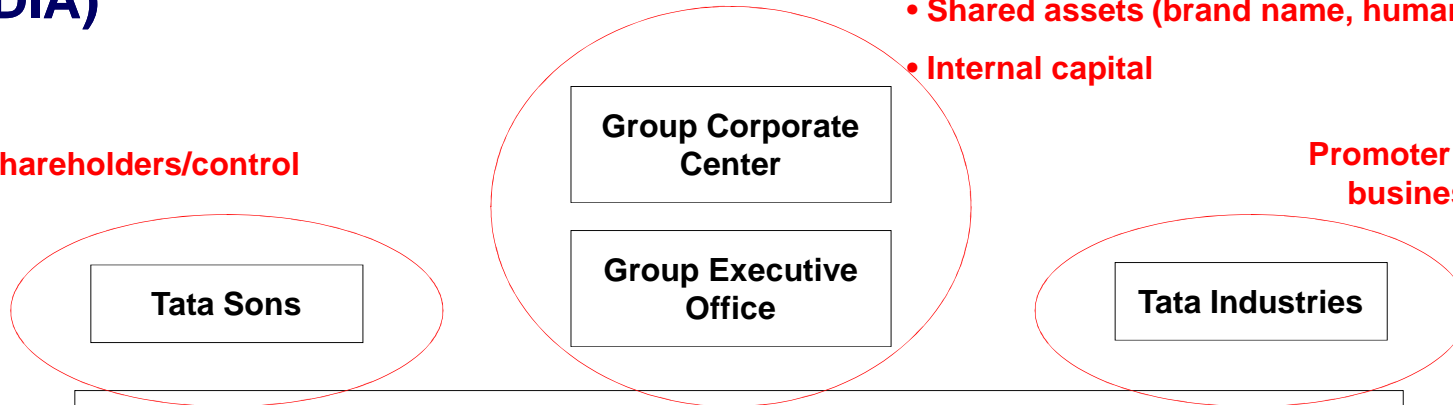 DIA)
• Shared assets (brand name, human
• Internal capital
hareholders/control
Group Corporate
Center
Promoter
busines
Tata Sons
Group Executive
Office
Tata Industries